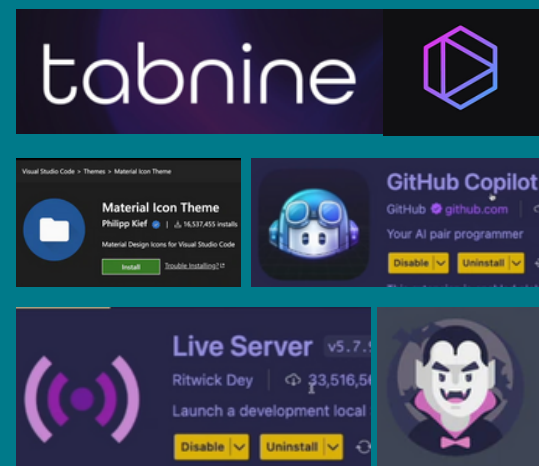 tabnine
Visual Studio Code > Themes > Material Icon Theme
Material Icon Theme
Philipp Kief | 16,537,455 installs
Material Design Icons for Visual Studio Code
Install Trouble Installing?
GitHub Copilot
GitHub github.com
Your AI pair programmer
Disable Uninstall
Live Server v5.7.
Ritwick Dey 33,516,5
Launch a development local
Disable Uninstall